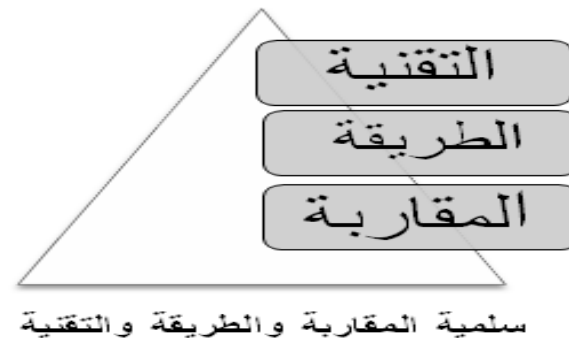 التقنية
الطريقة
المقاربة
سلمية المقاربة والطريقة والتقنية